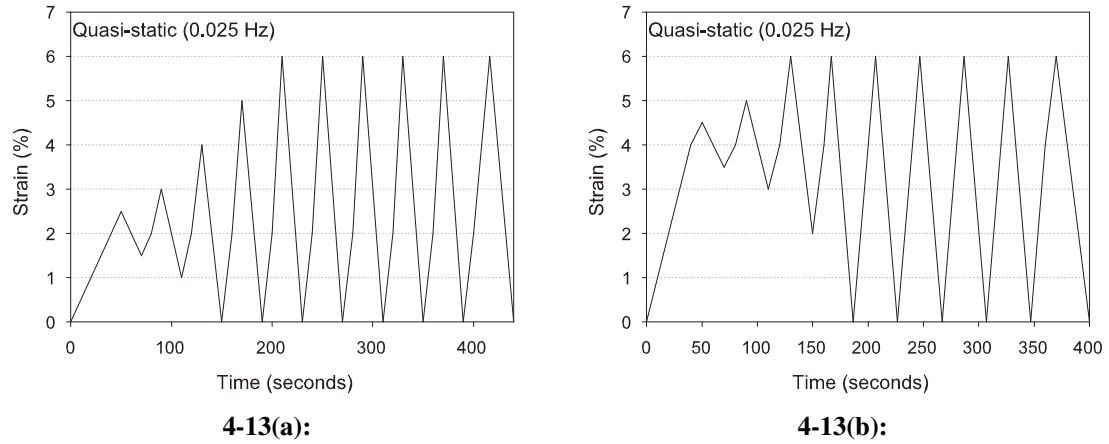 7
6
5
4
3
2
1
0
Strain (%)
Quasi-static (0.025 Hz)
0 100 200 300 400
Time (seconds)
4-13(a):
7
6
5
4
3
2
1
0
Strain (%)
Quasi-static (0.025 Hz)
0 50 100 150 200 250 300 350 400
Time (seconds)
4-13(b):